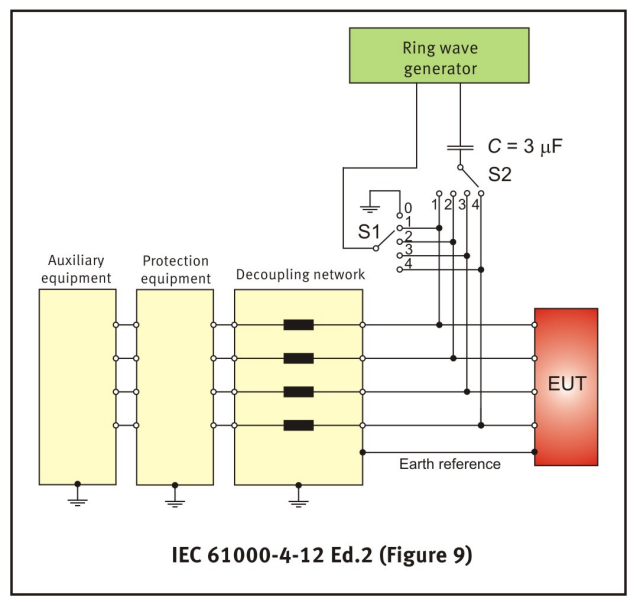 Ring wave
generator
C = 3 μF
S2
1 2 3 4
S1
0
1
2
3
4
Auxiliary
equipment
Protection
equipment
Decoupling network
EUT
Earth reference
IEC 61000-4-12 Ed.2 (Figure 9)